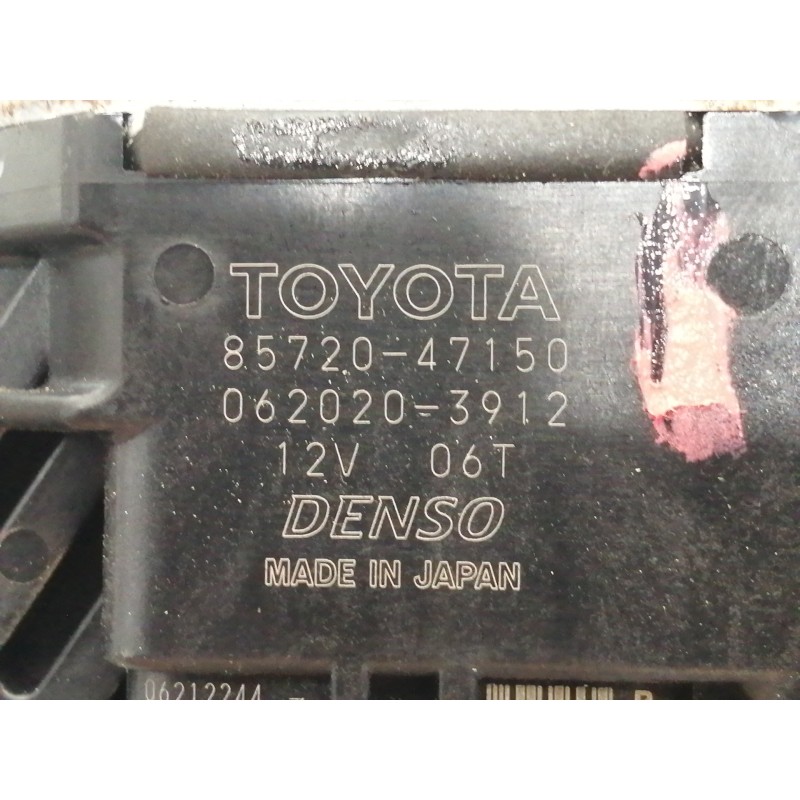 TOYOTA
85720-47150
062020-3912
12V 06T
DENSO
MADE IN JAPAN
06212244